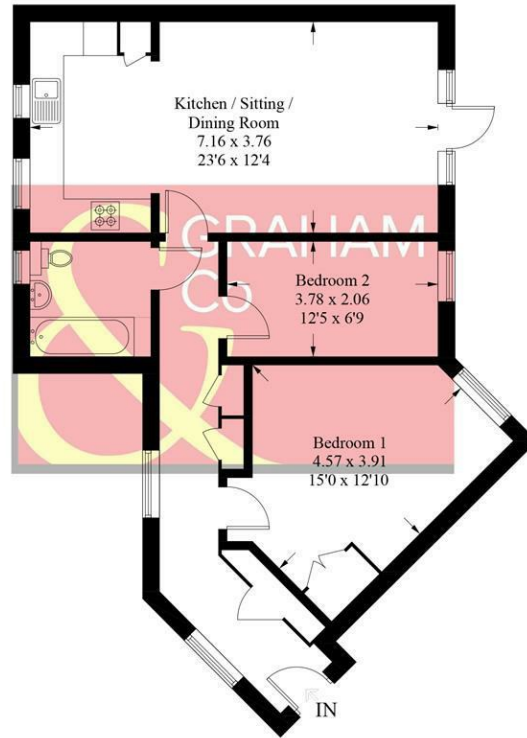 Kitchen / Sitting /
Dining Room
7.16 x 3.76
23'6 x 12'4
GRAHAM
& Co
Bedroom 2
3.78 x 2.06
12'5 x 6'9
Bedroom 1
4.57 x 3.91
15'0 x 12'10
IN